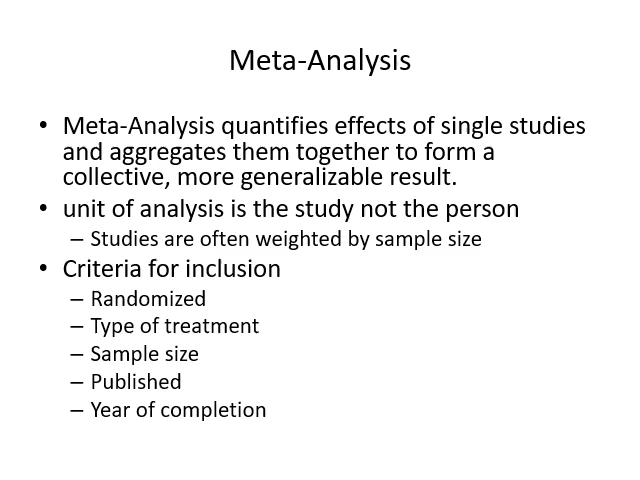 Meta-Analysis
• Meta-Analysis quantifies effects of single studies
and aggregates them together to form a
collective, more generalizable result.
• unit of analysis is the study not the person
– Studies are often weighted by sample size
• Criteria for inclusion
– Randomized
– Type of treatment
– Sample size
– Published
– Year of completion